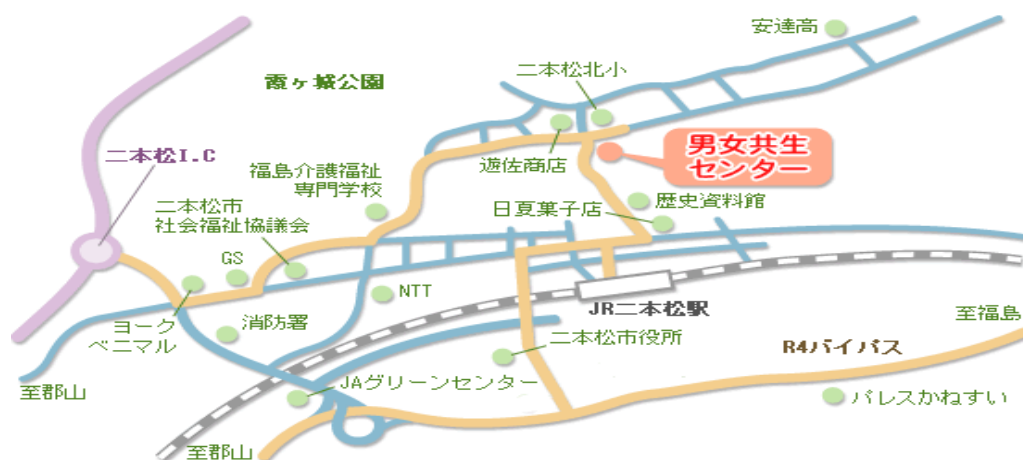 安達高
二本松北小
霞ヶ城公園
男女共生
センター
二本松I.C
遊佐商店
福島介護福祉
専門学校
歴史資料館
日夏菓子店
二本松市
社会福祉協議会
GS
NTT
JR二本松駅
至福島
ヨーク
ベニマル
消防署
二本松市役所
R4バイパス
至郡山
JAグリーンセンター
パレスかねすい
至郡山